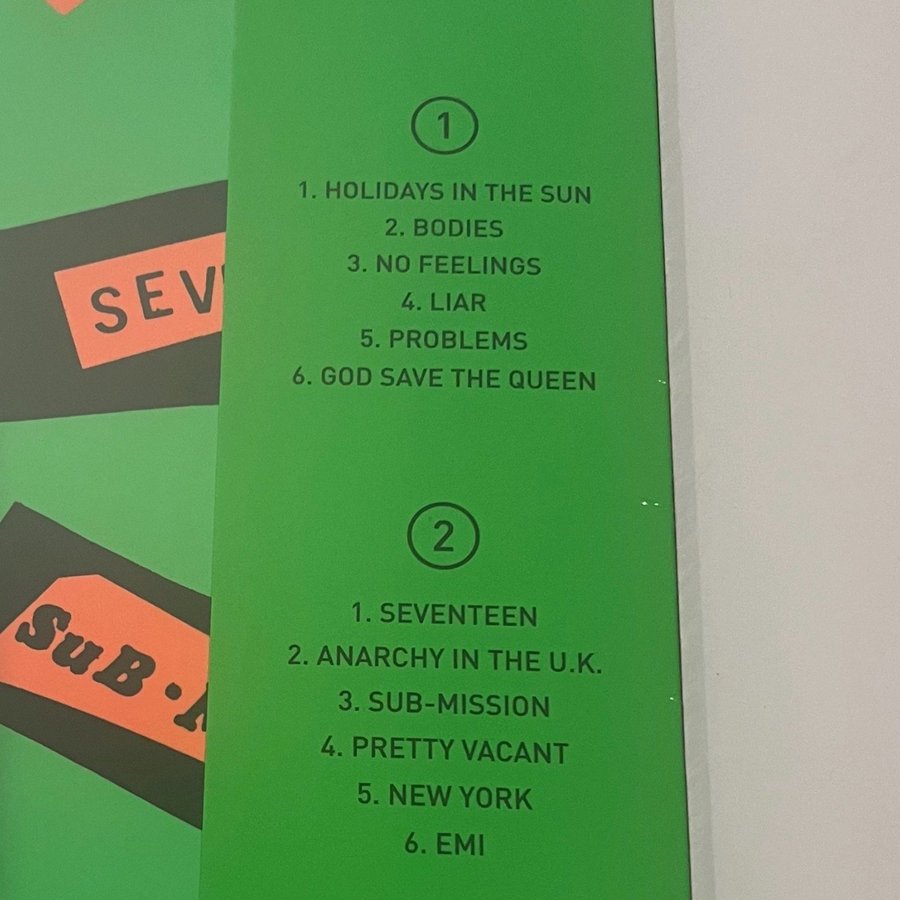 1
1. HOLIDAYS IN THE SUN
2. BODIES
3. NO FEELINGS
4. LIAR
5. PROBLEMS
6. GOD SAVE THE QUEEN
2
1. SEVENTEEN
2. ANARCHY IN THE U.K.
3. SUB-MISSION
4. PRETTY VACANT
5. NEW YORK
6. EMI
SEV
SuB·